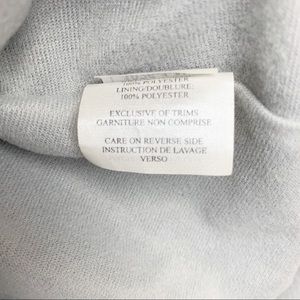 100% POLYESTER
LINING/DOUBLURE:
100% POLYESTER
EXCLUSIVE OF TRIMS
GARNITURE NON COMPRISE
CARE ON REVERSE SIDE
INSTRUCTION DE LAVAGE
VERSO